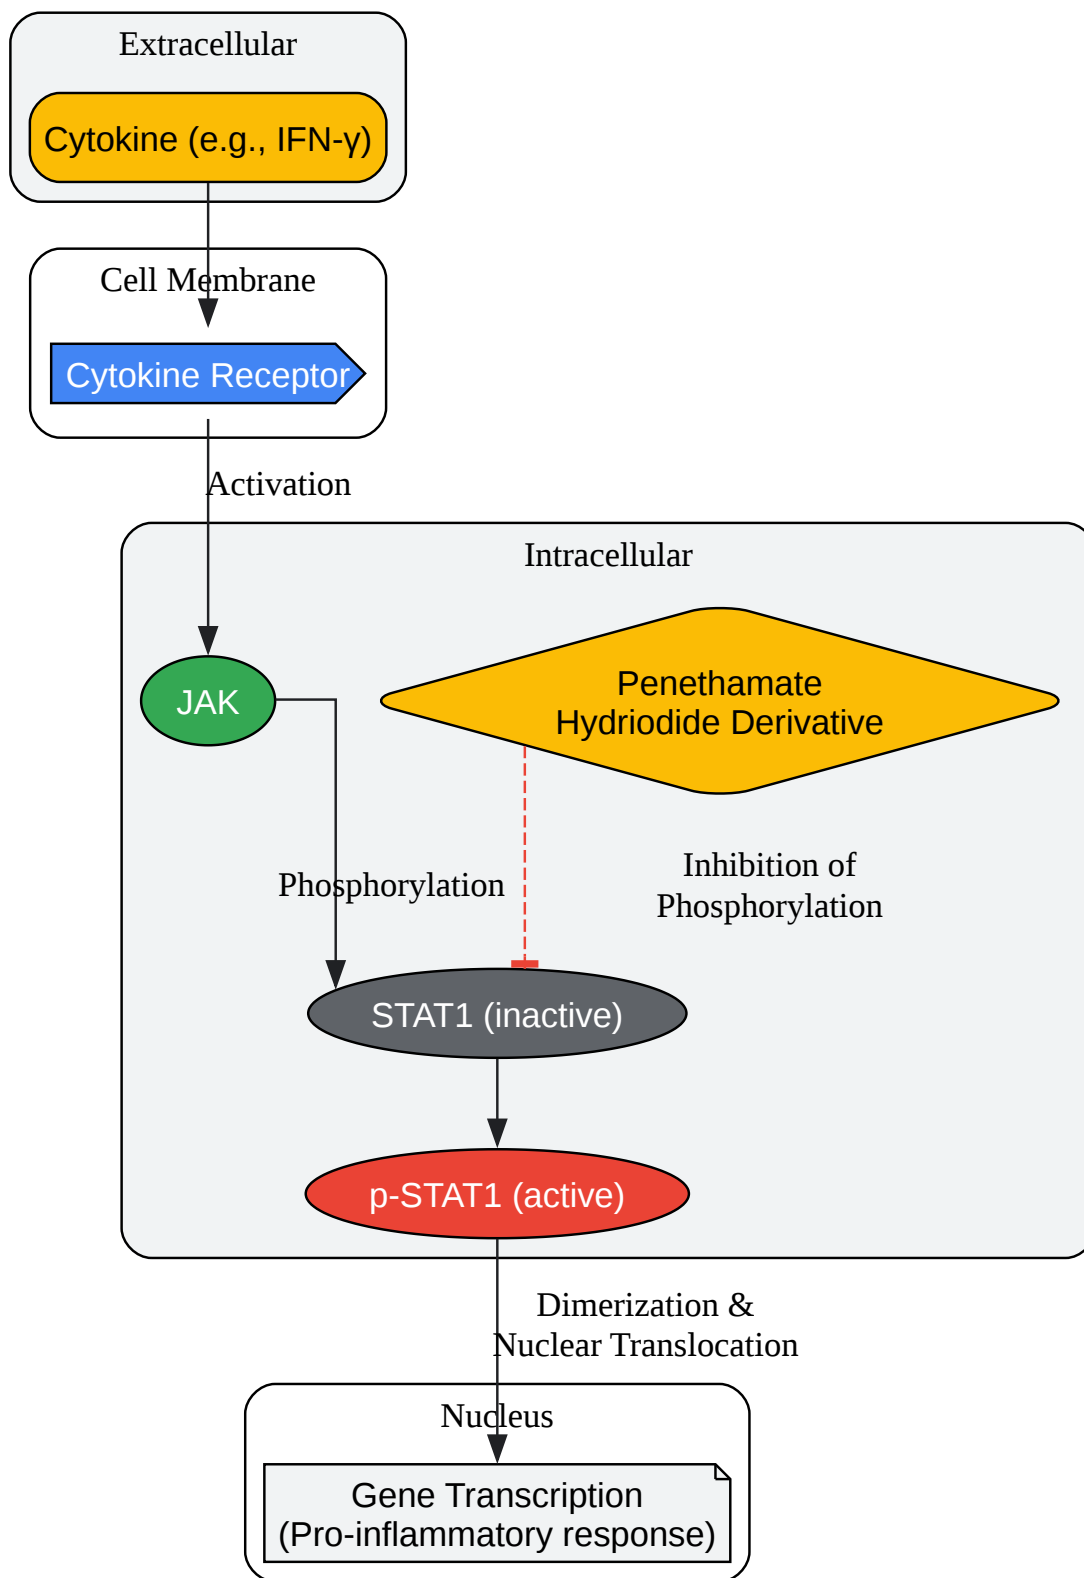 Extracellular
Cytokine (e.g., IFN-γ)
Cell Membrane
Cytokine Receptor
Activation
Intracellular
JAK
Penethamate
Hydriodide Derivative
Phosphorylation
Inhibition of
Phosphorylation
STAT1 (inactive)
p-STAT1 (active)
Dimerization &
Nuclear Translocation
Nucleus
Gene Transcription
(Pro-inflammatory response)